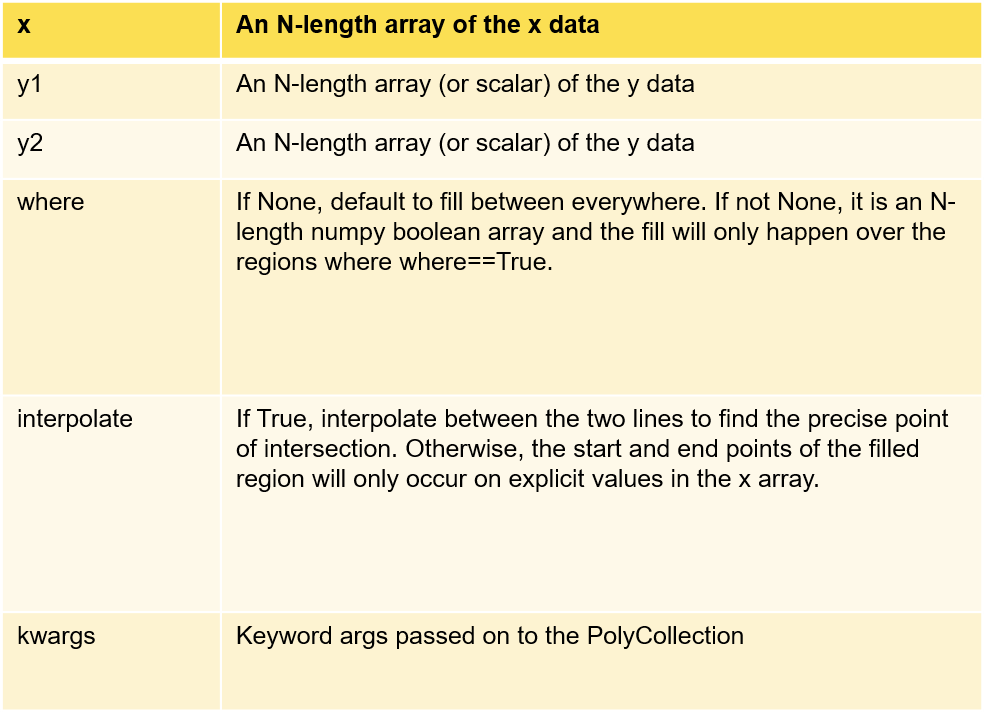 x
An N-length array of the x data
y1
An N-length array (or scalar) of the y data
y2
An N-length array (or scalar) of the y data
where
If None, default to fill between everywhere. If not None, it is an N-
length numpy boolean array and the fill will only happen over the
regions where where==True.
interpolate
If True, interpolate between the two lines to find the precise point
of intersection. Otherwise, the start and end points of the filled
region will only occur on explicit values in the x array.
kwargs
Keyword args passed on to the PolyCollection